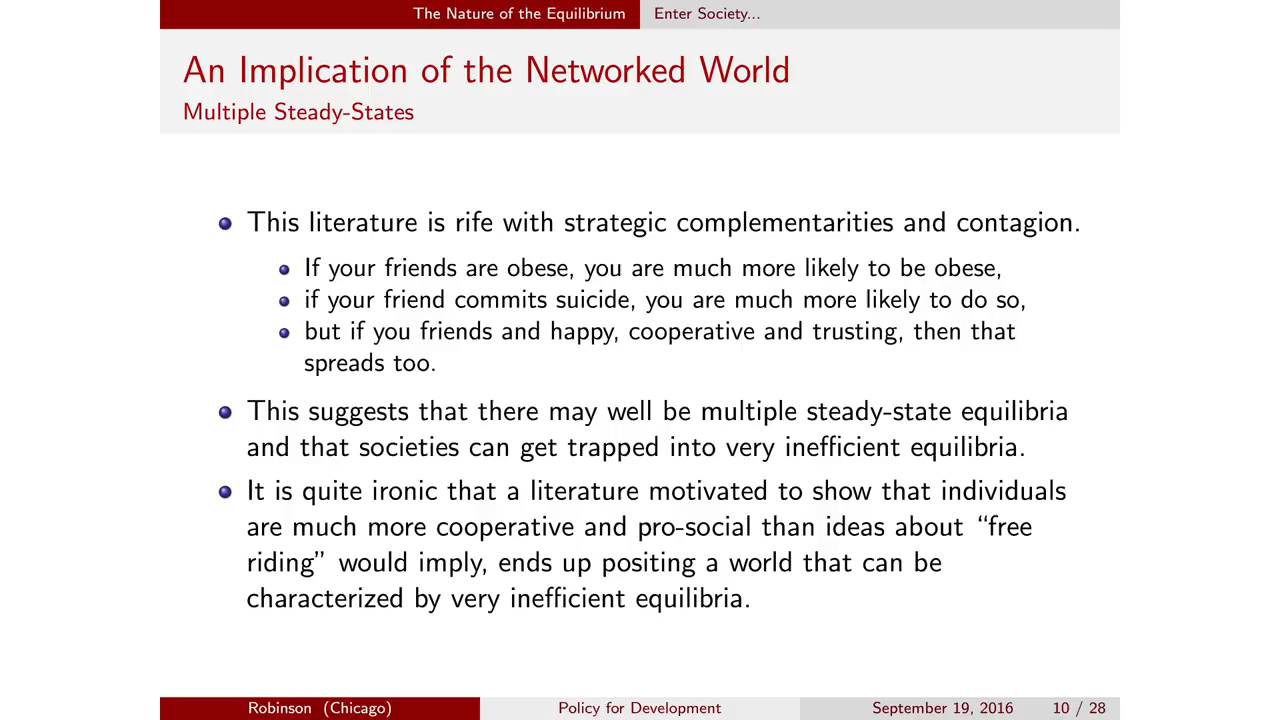 The Nature of the Equilibrium Enter Society...
An Implication of the Networked World
Multiple Steady-States
This literature is rife with strategic complementarities and contagion.
If your friends are obese, you are much more likely to be obese,
if your friend commits suicide, you are much more likely to do so,
but if you friends and happy, cooperative and trusting, then that
spreads too.
This suggests that there may well be multiple steady-state equilibria
and that societies can get trapped into very inefficient equilibria.
It is quite ironic that a literature motivated to show that individuals
are much more cooperative and pro-social than ideas about “free
riding” would imply, ends up positing a world that can be
characterized by very inefficient equilibria.
Robinson (Chicago) Policy for Development September 19, 2016 10 / 28